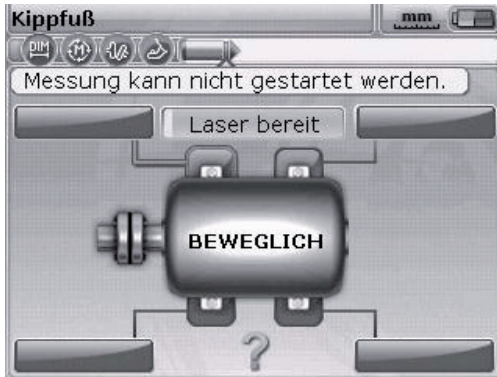 Kippfuß mm
DIM M
Messung kann nicht gestartet werden.
Laser bereit
BEWEGLICH
?